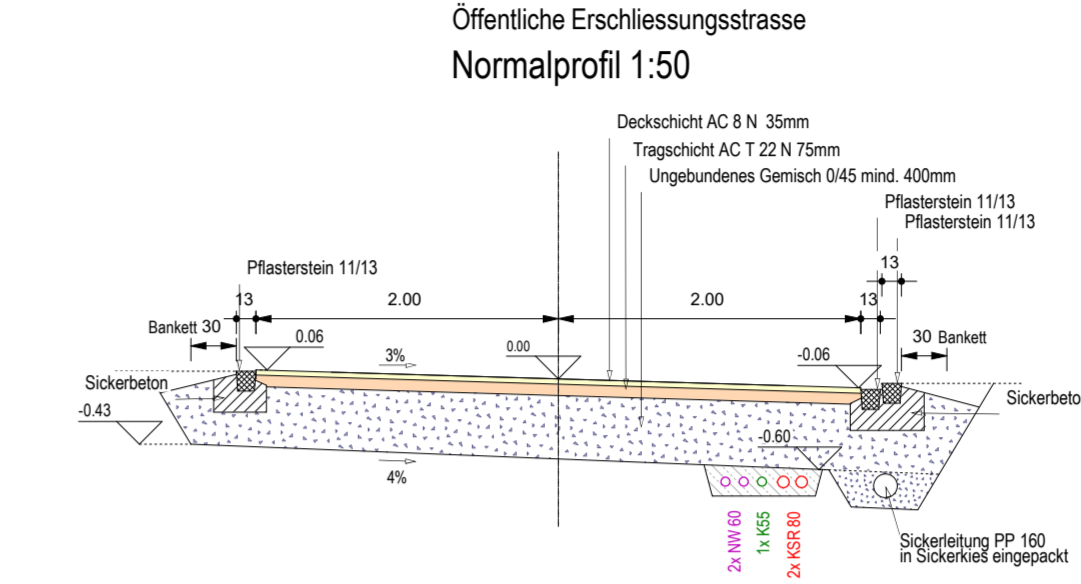 Öffentliche Erschliessungsstrasse
Normalprofil 1:50
Deckschicht AC 8 N 35mm
Tragschicht AC T 22 N 75mm
Ungebundenes Gemisch 0/45 mind. 400mm
Pflasterstein 11/13
Pflasterstein 11/13
Pflasterstein 11/13
13
13
2.00
2.00
13
Bankett 30
0.06
0.00
-0.06
30 Bankett
3%
Sickerbeton
Sickerbeto
-0.43
-0.60
4%
2x NW 60
1x K55
2x KSR 80
Sickerleitung PP 160
in Sickerkies eingepackt